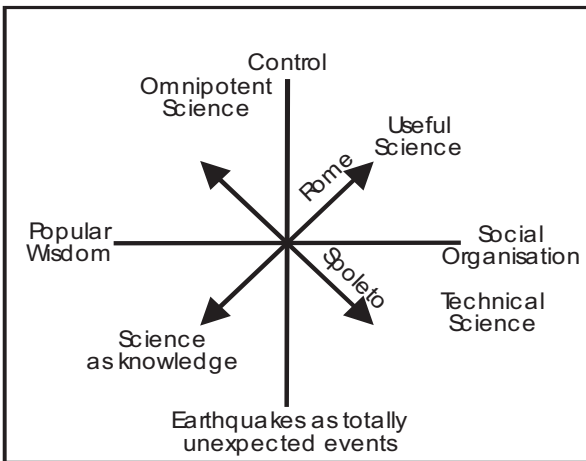 Control
Omnipotent
Science
Useful
Science
Rome
Popular
Wisdom
Social
Organisation
Spoleto
Technical
Science
Science
as knowledge
Earthquakes as totally
unexpected events